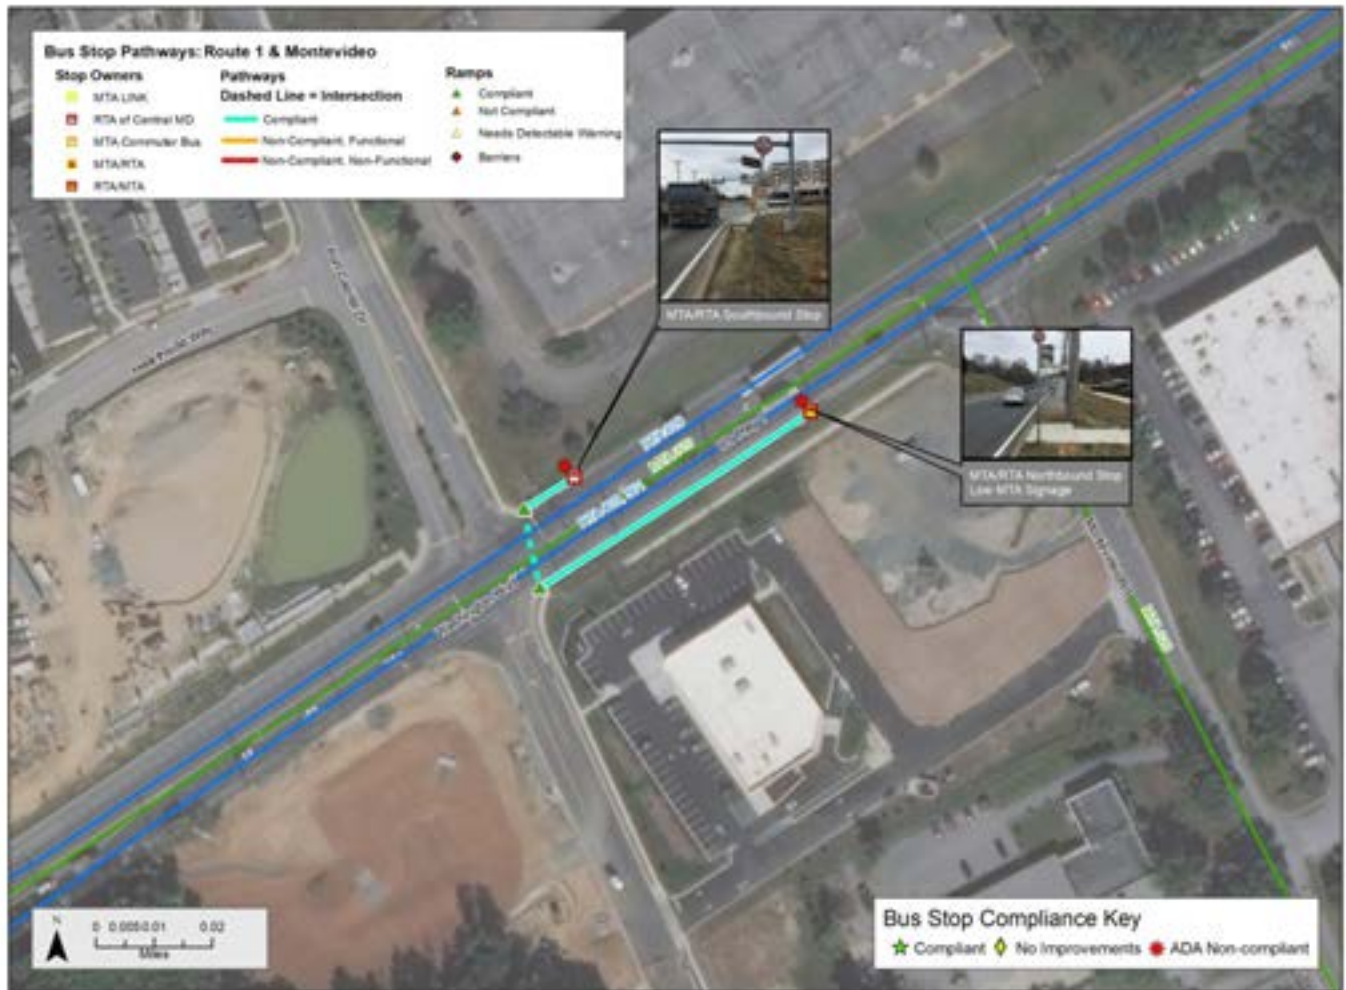 Bus Stop Pathways: Route 1 & Montevideo
Stop Owners
MTA LINK
RTA of Central MD
MTA Commuter Bus
MTA/RTA
RTA/MTA
Pathways
Dashed Line = Intersection
Compliant
Non-Compliant, Functional
Non-Compliant, Non-Functional
Ramps
Compliant
Not Compliant
Needs Detectable Warning
Barriers
MTA/RTA Southbound Stop
MTA/RTA Northbound Stop
Low MTA Signage
N
0 0.0050.01 0.02
Miles
Bus Stop Compliance Key
Compliant
No Improvements
ADA Non-compliant